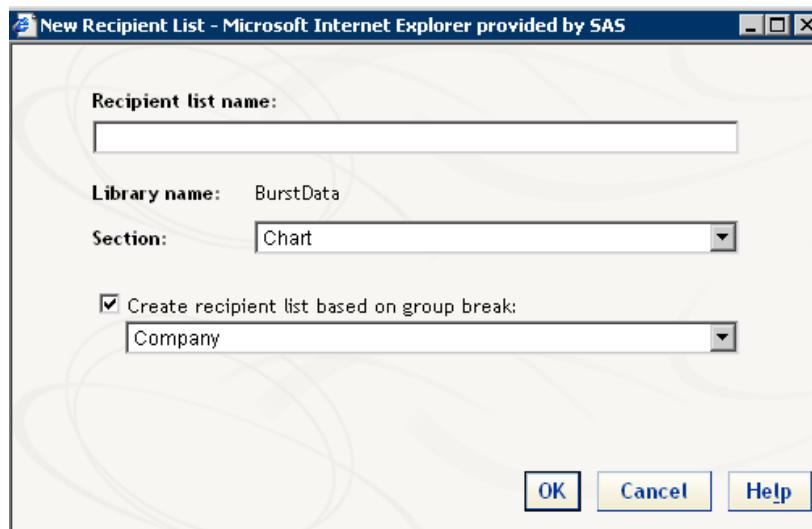 New Recipient List - Microsoft Internet Explorer provided by SAS
Recipient list name:
Library name: BurstData
Section: Chart
Create recipient list based on group break:
Company
OK Cancel Help